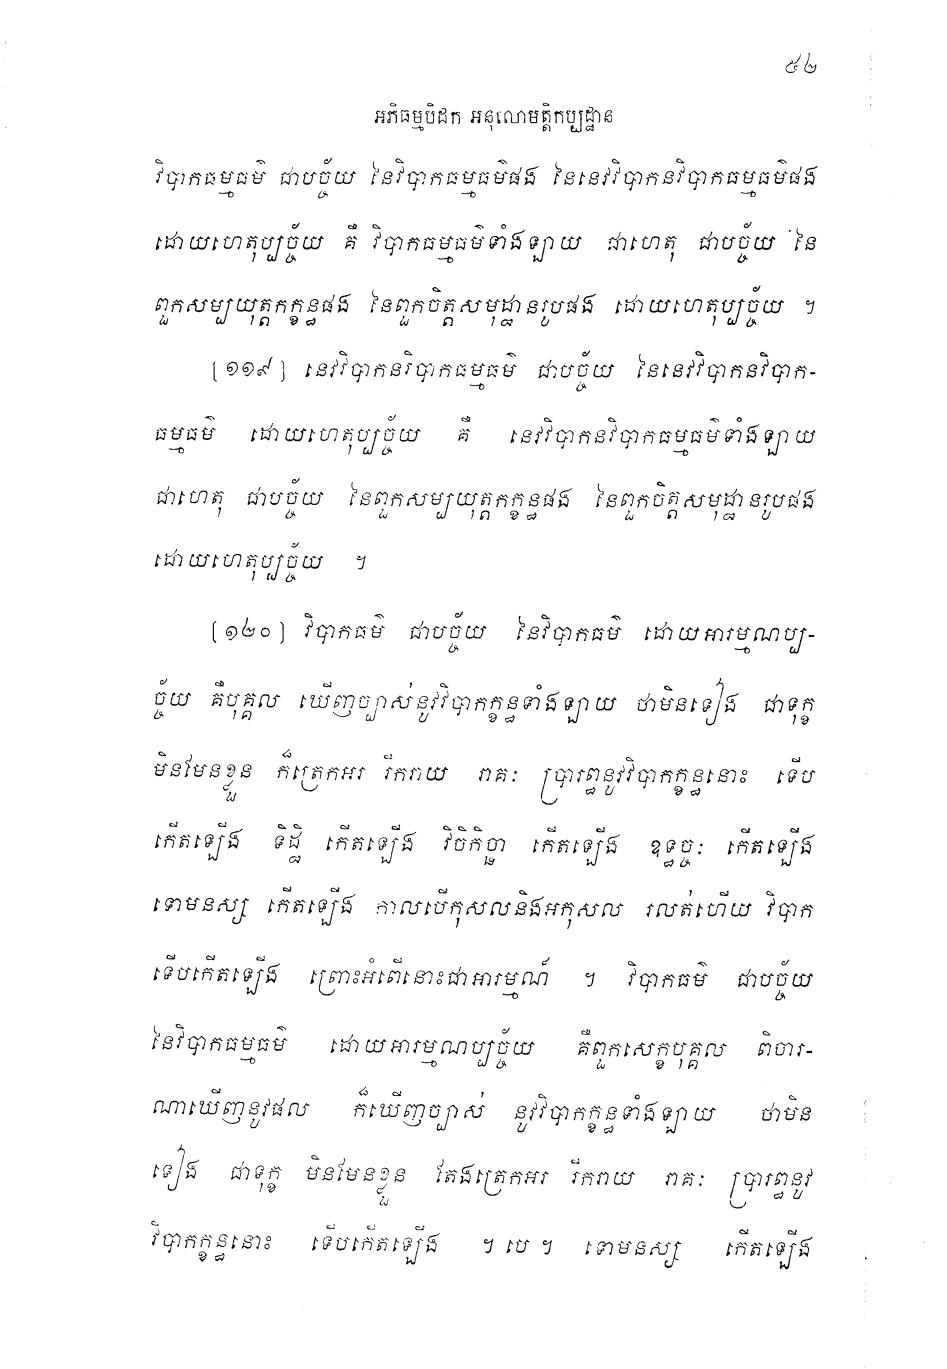 ៥២
អភិធម្មបិដក អនុលោមត្តិកប្បដ្ឋាន
វិបាកធម្មធម៌ ជាបច្ច័យ នៃវិបាកធម្មធម៌ផង នៃនេវវិបាកនវិបាកធម្មធម៌ផង
ដោយហេតុប្បច្ច័យ គឺ វិបាកធម្មធម៌ទាំងឡាយ ជាហេតុ ជាបច្ច័យ នៃ
ពួកសម្បយុត្តកក្ខន្ធផង នៃពួកចិត្តសមុដ្ឋានរូបផង ដោយហេតុប្បច្ច័យ ។
[១១៩] នេវវិបាកនវិបាកធម្មធម៌ ជាបច្ច័យ នៃនេវវិបាកនវិបាក-
ធម្មធម៌ ដោយហេតុប្បច្ច័យ គឺ នេវវិបាកនវិបាកធម្មធម៌ទាំងឡាយ
ជាហេតុ ជាបច្ច័យ នៃពួកសម្បយុត្តកក្ខន្ធផង នៃពួកចិត្តសមុដ្ឋានរូបផង
ដោយហេតុប្បច្ច័យ ។
[១២០] វិបាកធម៌ ជាបច្ច័យ នៃវិបាកធម៌ ដោយអារម្មណប្ប-
ច្ច័យ គឺបុគ្គល ឃើញច្បាស់នូវវិបាកក្ខន្ធទាំងឡាយ ថាមិនទៀង ជាទុក្ខ
មិនមែនខ្លួន ក៏ត្រេកអរ រីករាយ រាគៈ ប្រារព្ធនូវវិបាកក្ខន្ធនោះ ទើប
កើតឡើង ទិដ្ឋិ កើតឡើង វិចិកិច្ឆា កើតឡើង ឧទ្ធច្ចៈ កើតឡើង
ទោមនស្ស កើតឡើង កាលបើកុសលនិងអកុសល រលត់ហើយ វិបាក
ទើបកើតឡើង ព្រោះអំពើនោះជាអារម្មណ៍ ។ វិបាកធម៌ ជាបច្ច័យ
នៃវិបាកធម្មធម៌ ដោយអារម្មណប្បច្ច័យ គឺពួកសេក្ខបុគ្គល ពិចារ-
ណាឃើញនូវផល ក៏ឃើញច្បាស់ នូវវិបាកក្ខន្ធទាំងឡាយ ថាមិន
ទៀង ជាទុក្ខ មិនមែនខ្លួន តែងត្រេកអរ រីករាយ រាគៈ ប្រារព្ធនូវ
វិបាកក្ខន្ធនោះ ទើបកើតឡើង ។ បេ ។ ទោមនស្ស កើតឡើង